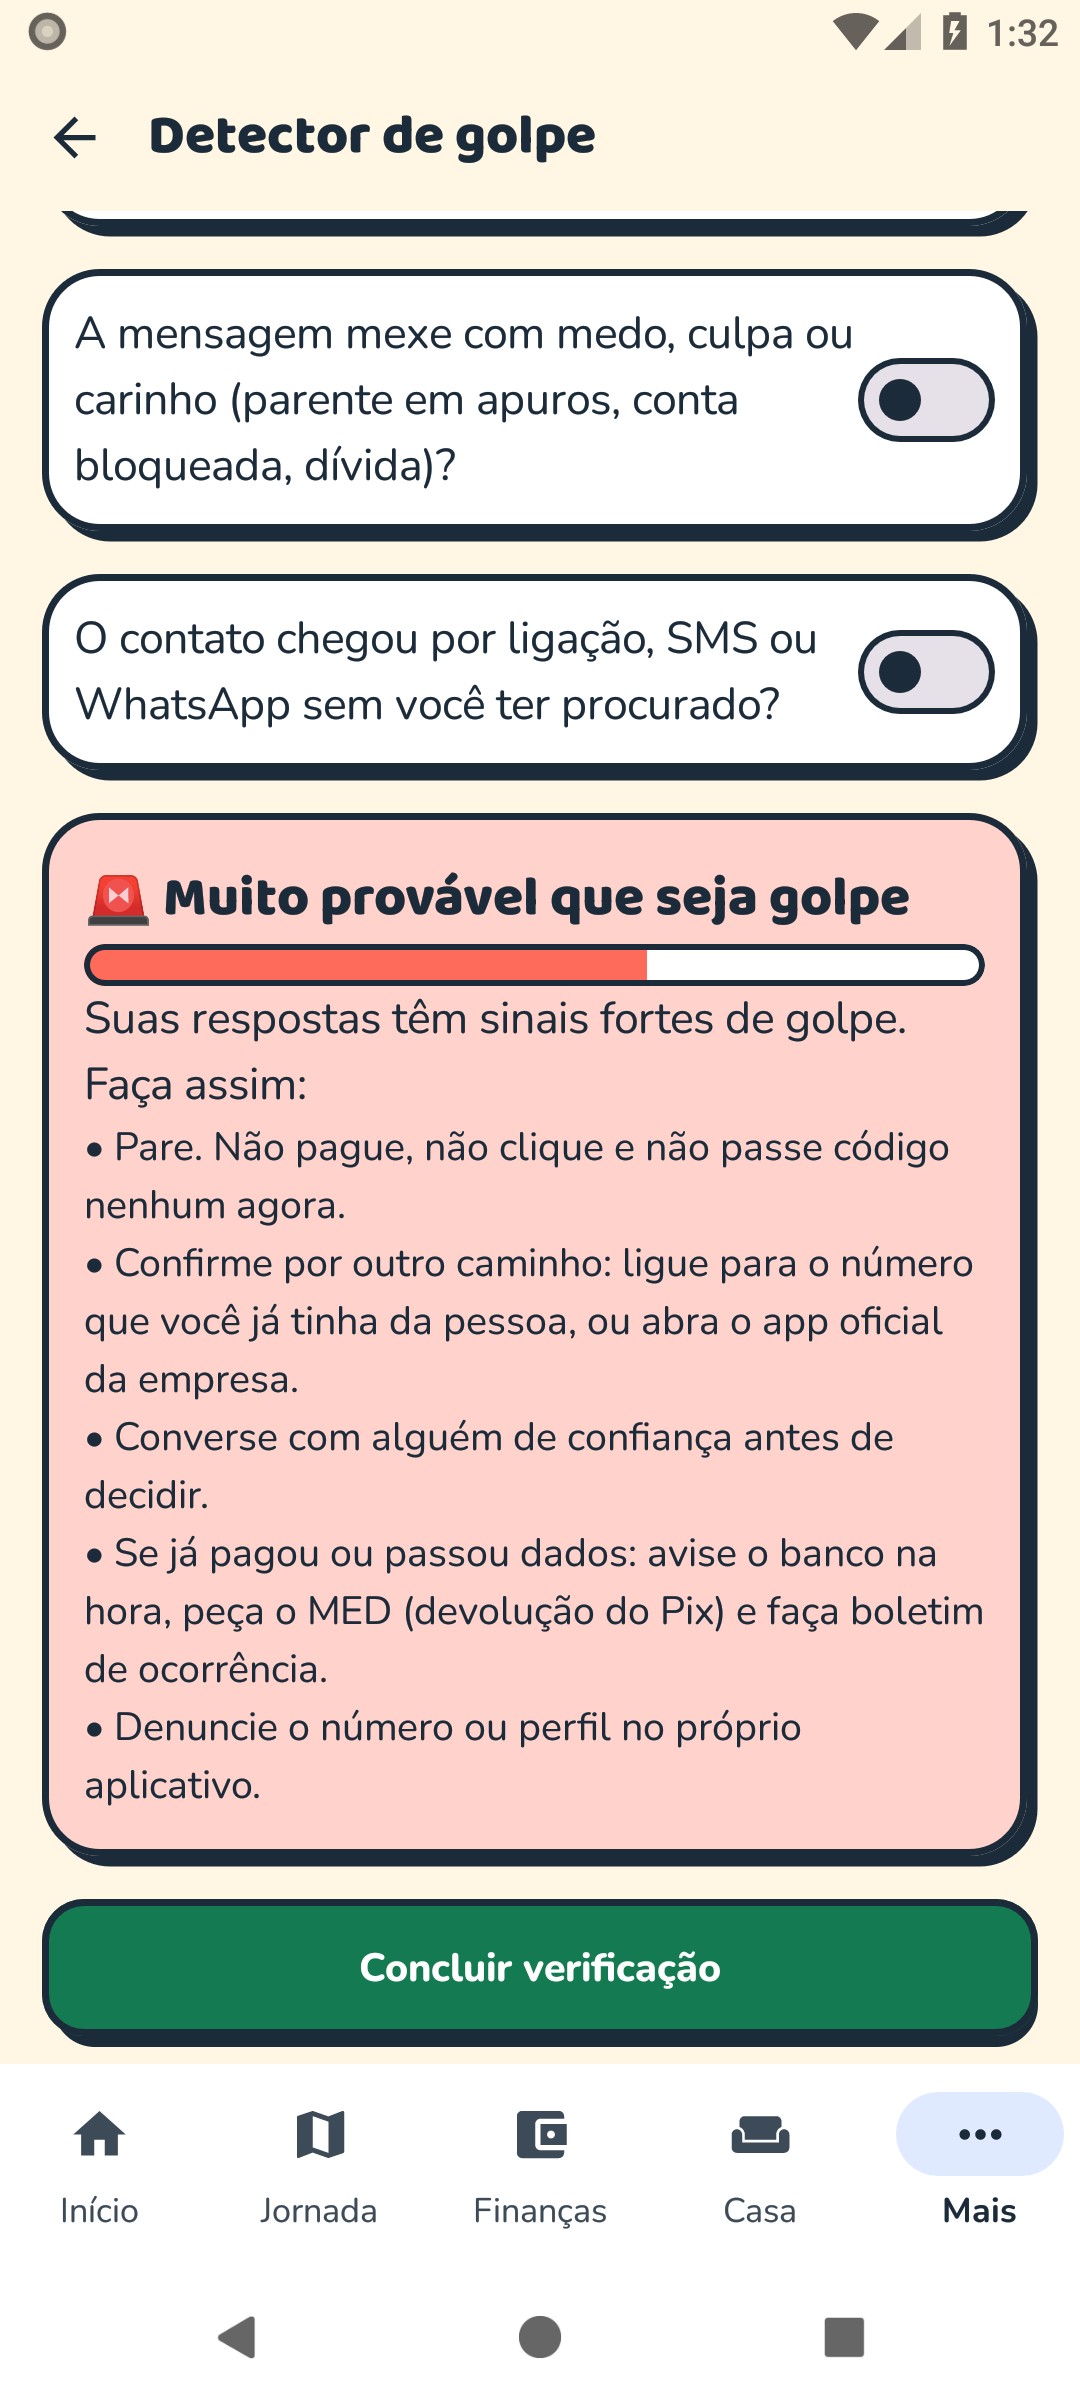 1:32
Detector de golpe
A mensagem mexe com medo, culpa ou
carinho (parente em apuros, conta
bloqueada, dívida)?
O contato chegou por ligação, SMS ou
WhatsApp sem você ter procurado?
Muito provável que seja golpe
Suas respostas têm sinais fortes de golpe.
Faça assim:
• Pare. Não pague, não clique e não passe código
nenhum agora.
• Confirme por outro caminho: ligue para o número
que você já tinha da pessoa, ou abra o app oficial
da empresa.
• Converse com alguém de confiança antes de
decidir.
• Se já pagou ou passou dados: avise o banco na
hora, peça o MED (devolução do Pix) e faça boletim
de ocorrência.
• Denuncie o número ou perfil no próprio
aplicativo.
Concluir verificação
Início
Jornada
Finanças
Casa
Mais